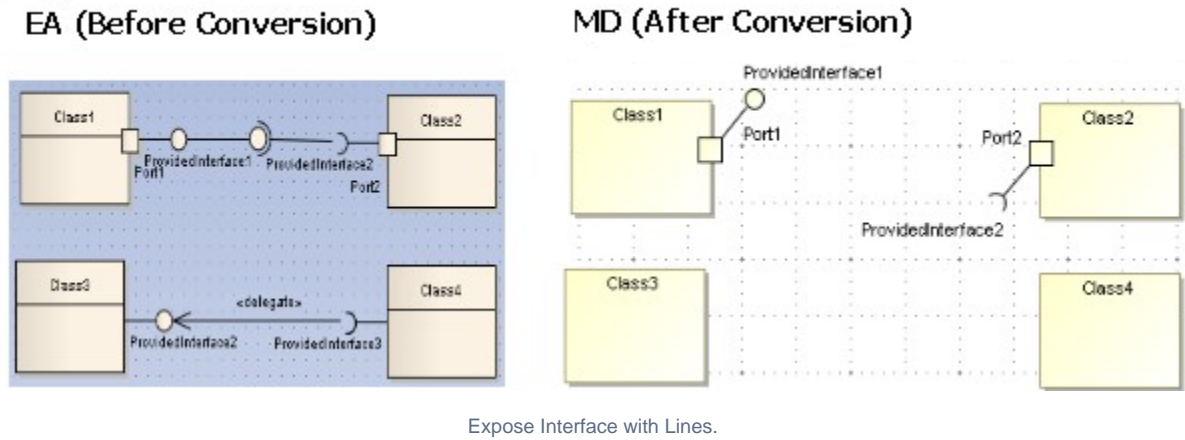 EA (Before Conversion)
MD (After Conversion)
Class1
Class2
ProvidedInterface1
Port1
ProvidedInterface2
Port2
Class3
Class4
«delegate»
ProvidedInterface2
ProvidedInterface3
ProvidedInterface1
Class1
Port1
Port2
Class2
ProvidedInterface2
Class3
Class4
Expose Interface with Lines.